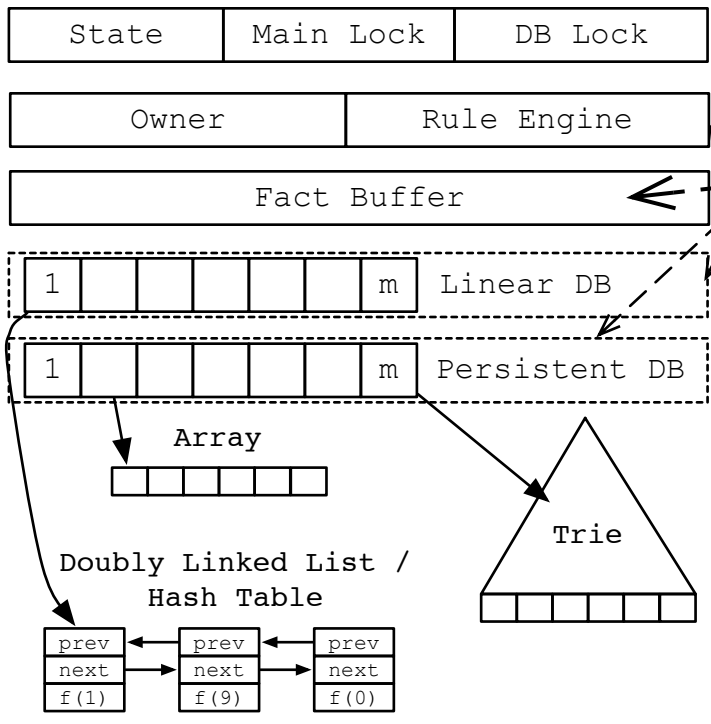 State Main Lock DB Lock
Owner Rule Engine
Fact Buffer
1 m Linear DB
1 m Persistent DB
Array
Trie
Doubly Linked List /
Hash Table
prev prev prev
next next next
f(1) f(9) f(0)